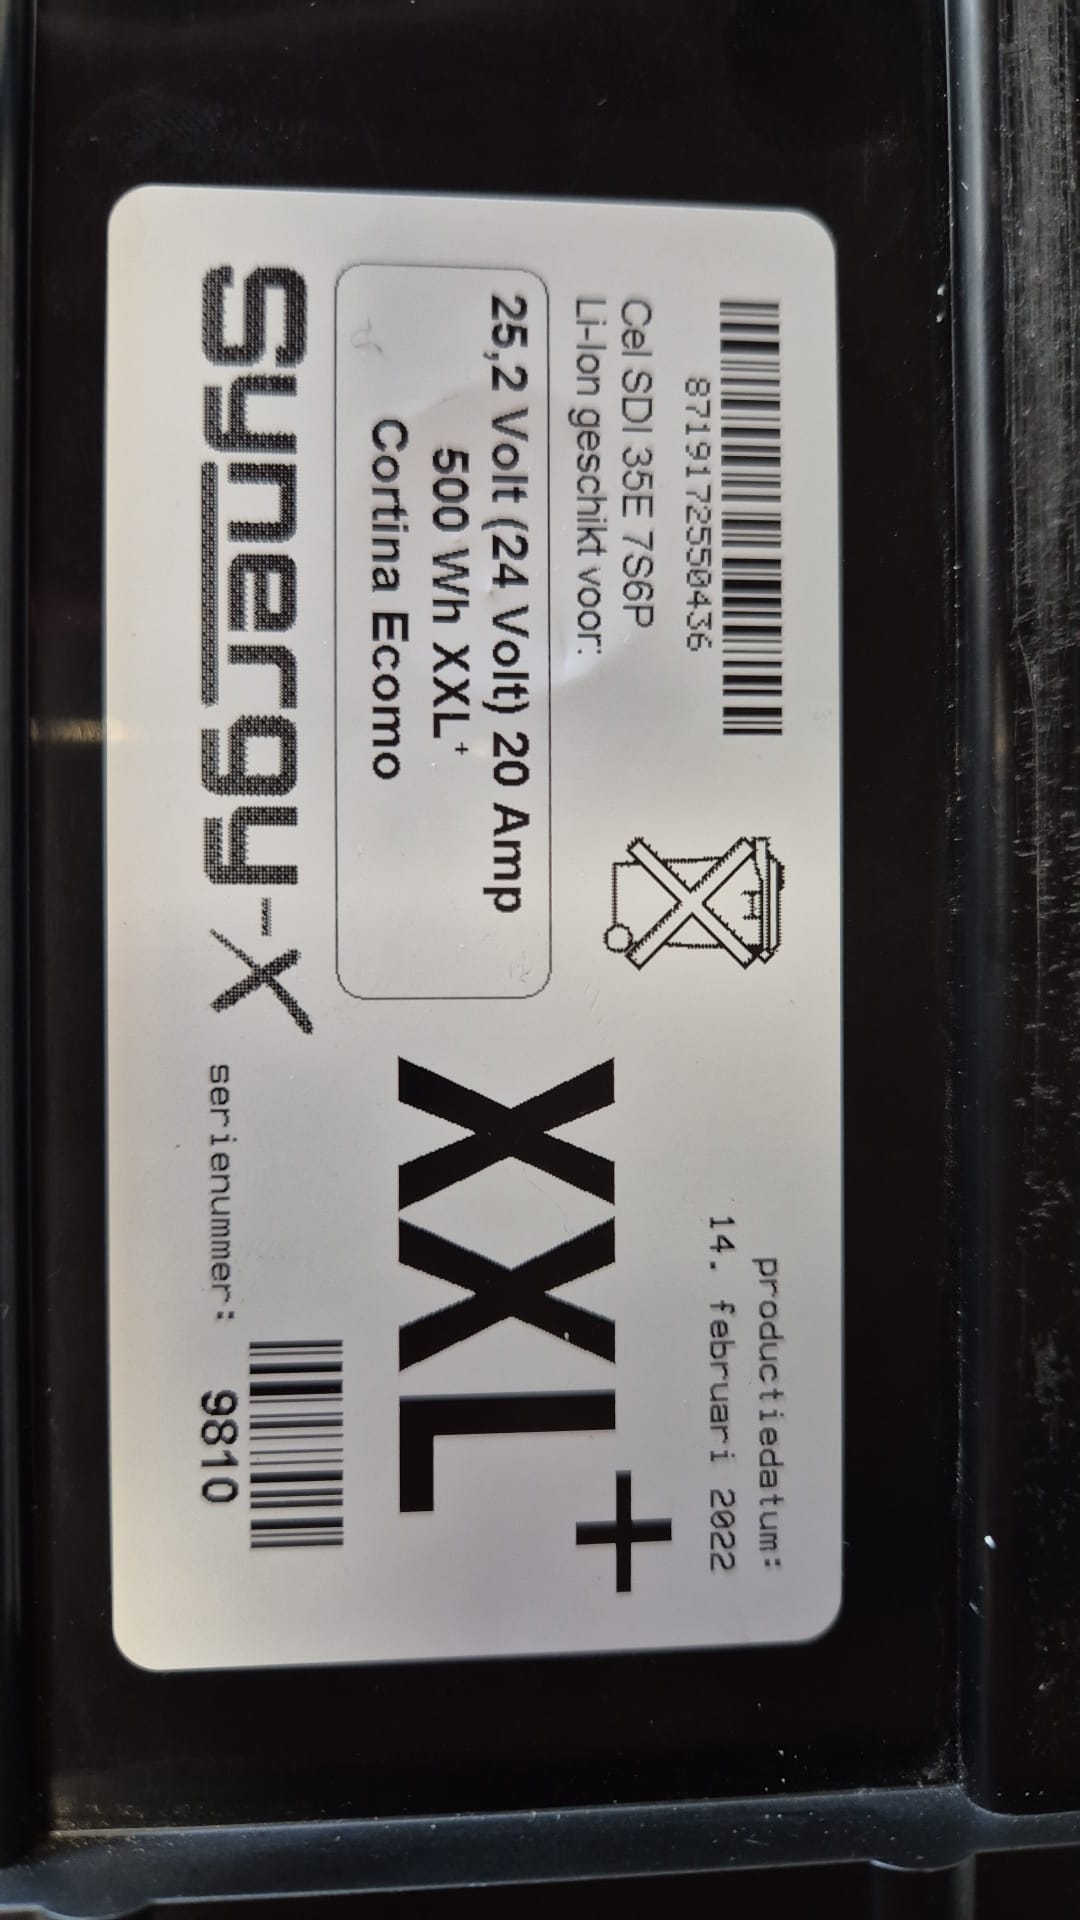 8719172550436
productiedatum:
14. februari 2022
Cel SDI 35E 7S6P
Li-Ion geschikt voor:
25,2 Volt (24 Volt) 20 Amp
500 Wh XXL+
Cortina Ecomo
XXL+
synergy-X
serienummer: 9810